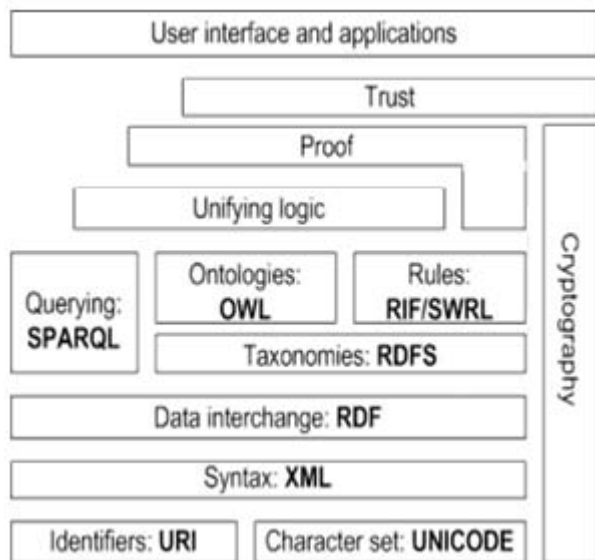 User interface and applications
Trust
Proof
Unifying logic
Querying:
SPARQL
Ontologies:
OWL
Rules:
RIF/SWRL
Taxonomies: RDFS
Cryptography
Data interchange: RDF
Syntax: XML
Identifiers: URI
Character set: UNICODE